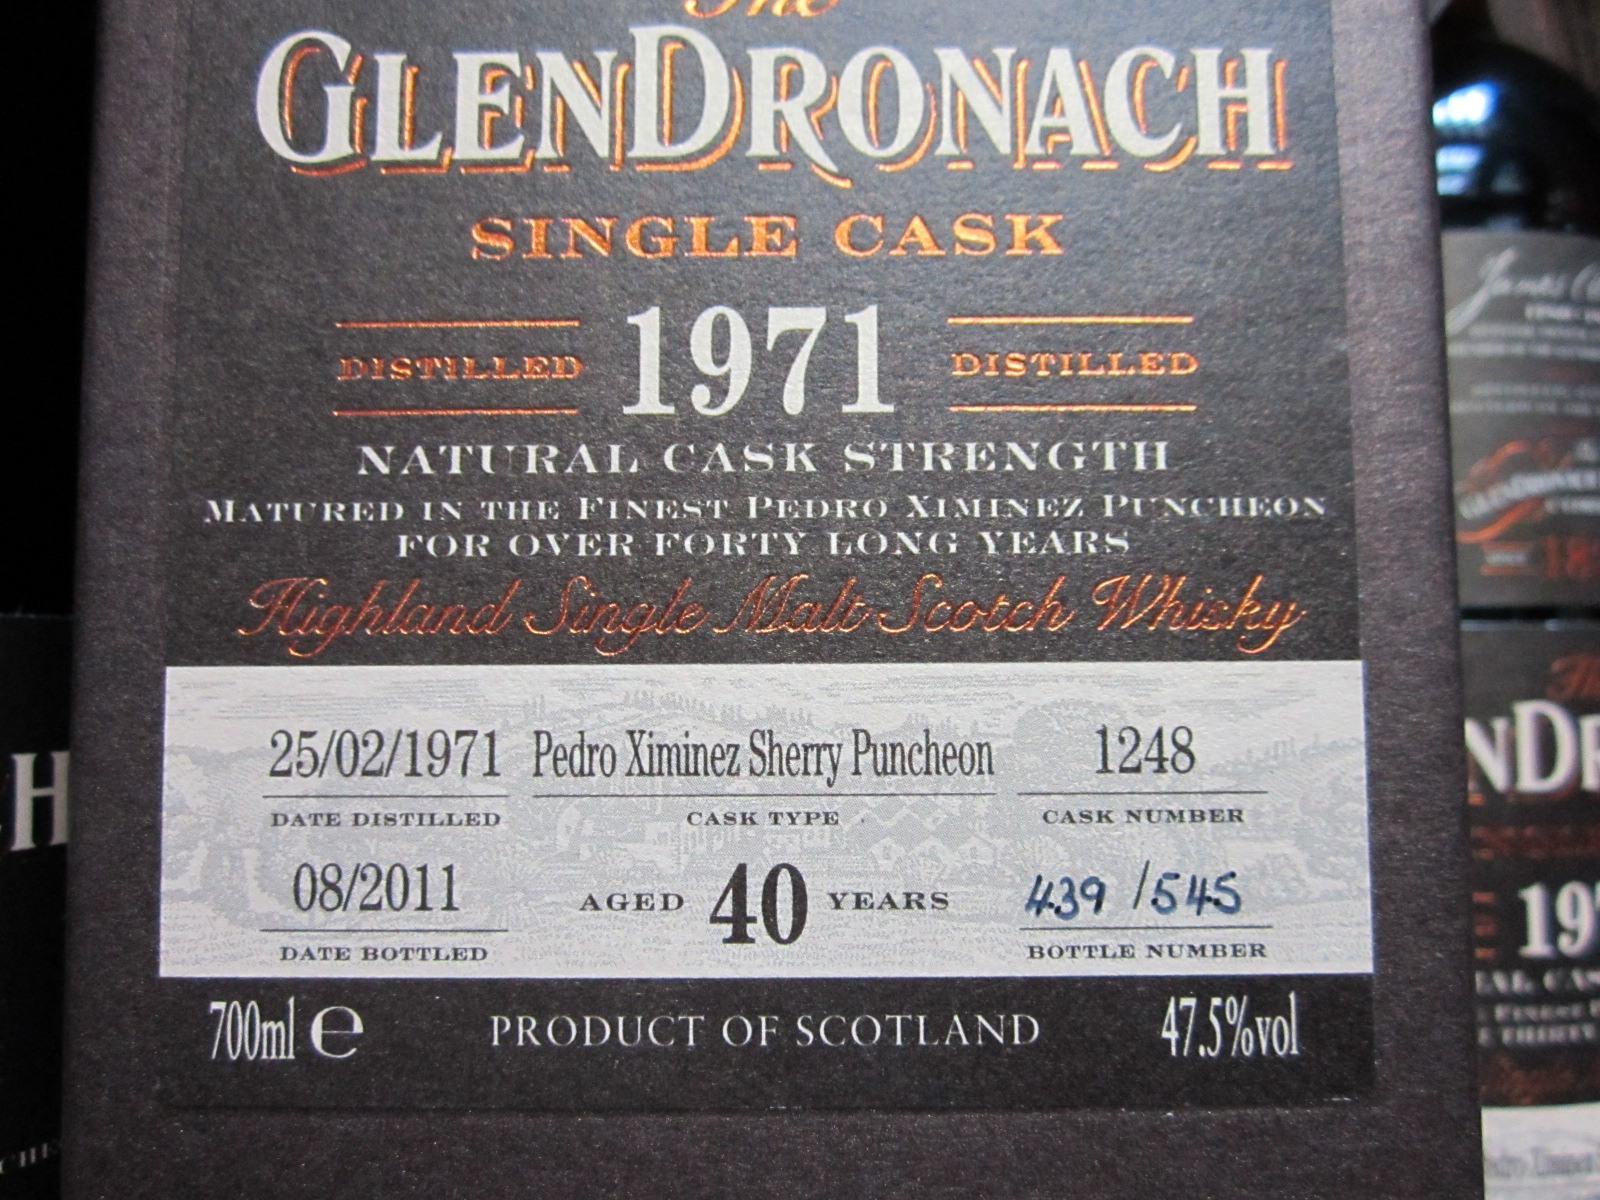 The
GLENDRONACH
SINGLE CASK
DISTILLED 1971 DISTILLED
NATURAL CASK STRENGTH
MATURED IN THE FINEST PEDRO XIMINEZ PUNCHEON
FOR OVER FORTY LONG YEARS
Highland Single Malt Scotch Whisky
25/02/1971 Pedro Ximinez Sherry Puncheon 1248
DATE DISTILLED CASK TYPE CASK NUMBER
08/2011 AGED 40 YEARS 439 /545
DATE BOTTLED BOTTLE NUMBER
700ml e PRODUCT OF SCOTLAND 47.5%vol